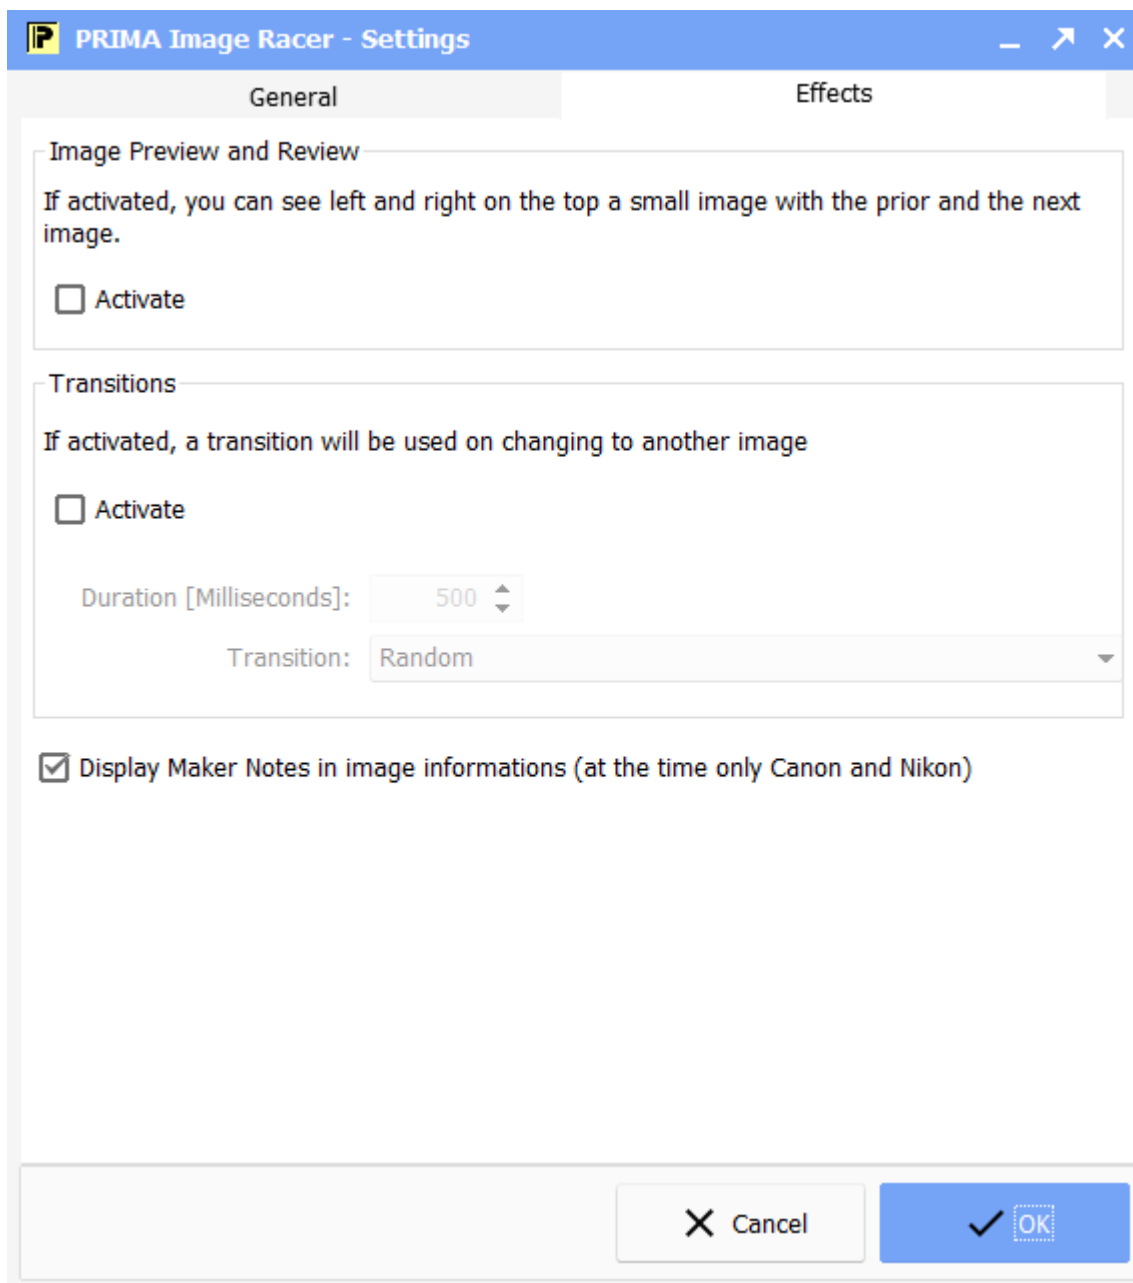 PRIMA Image Racer - Settings
General
Effects
Image Preview and Review
If activated, you can see left and right on the top a small image with the prior and the next
image.
Activate
Transitions
If activated, a transition will be used on changing to another image
Activate
Duration [Milliseconds]: 500
Transition: Random
Display Maker Notes in image informations (at the time only Canon and Nikon)
Cancel
OK